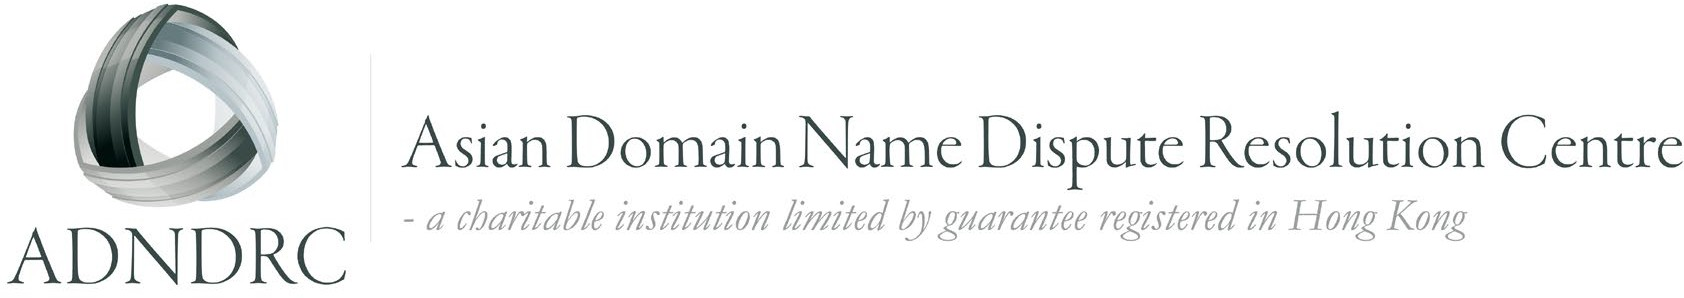 ADNDRC
Asian Domain Name Dispute Resolution Centre
- a charitable institution limited by guarantee registered in Hong Kong